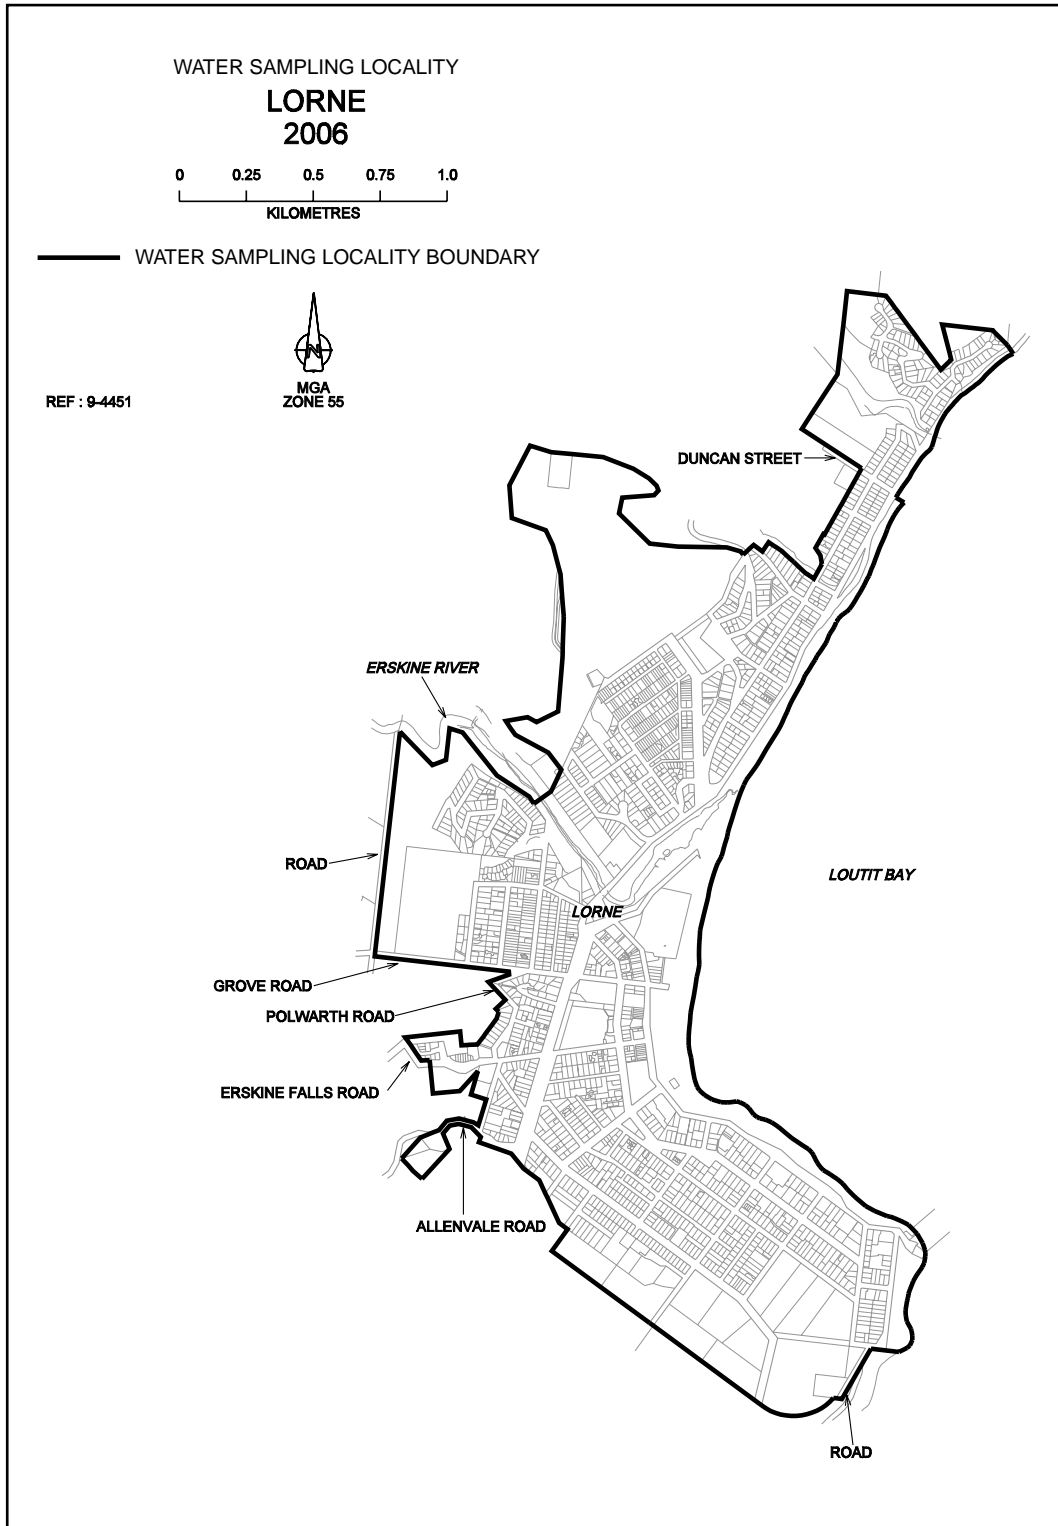 WATER SAMPLING LOCALITY
LORNE
2006
0 0.25 0.5 0.75 1.0
KILOMETRES
WATER SAMPLING LOCALITY BOUNDARY
N
MGA
ZONE 55
REF : 9-4451
DUNCAN STREET
ERSKINE RIVER
ROAD
LOUTIT BAY
LORNE
GROVE ROAD
POLWARTH ROAD
ERSKINE FALLS ROAD
ALLENVALE ROAD
ROAD